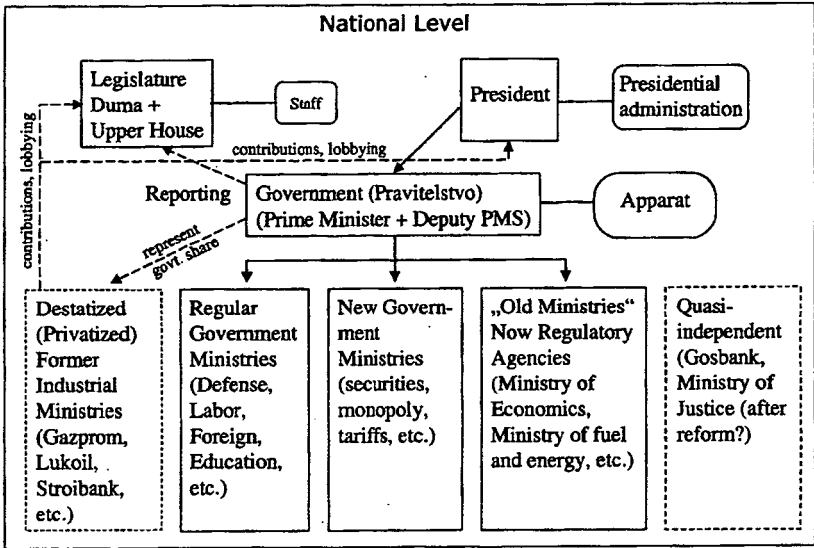 National Level
Legislature
Duma +
Upper House
Staff
President
Presidential
administration
contributions, lobbying
contributions, lobbying
Reporting
Government (Pravitelstvo)
(Prime Minister + Deputy PMS)
Apparat
represent
govt. share
Destatized
(Privatized)
Former
Industrial
Ministries
(Gazprom,
Lukoil,
Stroibank,
etc.)
Regular
Government
Ministries
(Defense,
Labor,
Foreign,
Education,
etc.)
New Govern-
ment
Ministries
(securities,
monopoly,
tariffs, etc.)
„Old Ministries“
Now Regulatory
Agencies
(Ministry of
Economics,
Ministry of fuel
and energy, etc.)
Quasi-
independent
(Gosbank,
Ministry of
Justice (after
reform?)